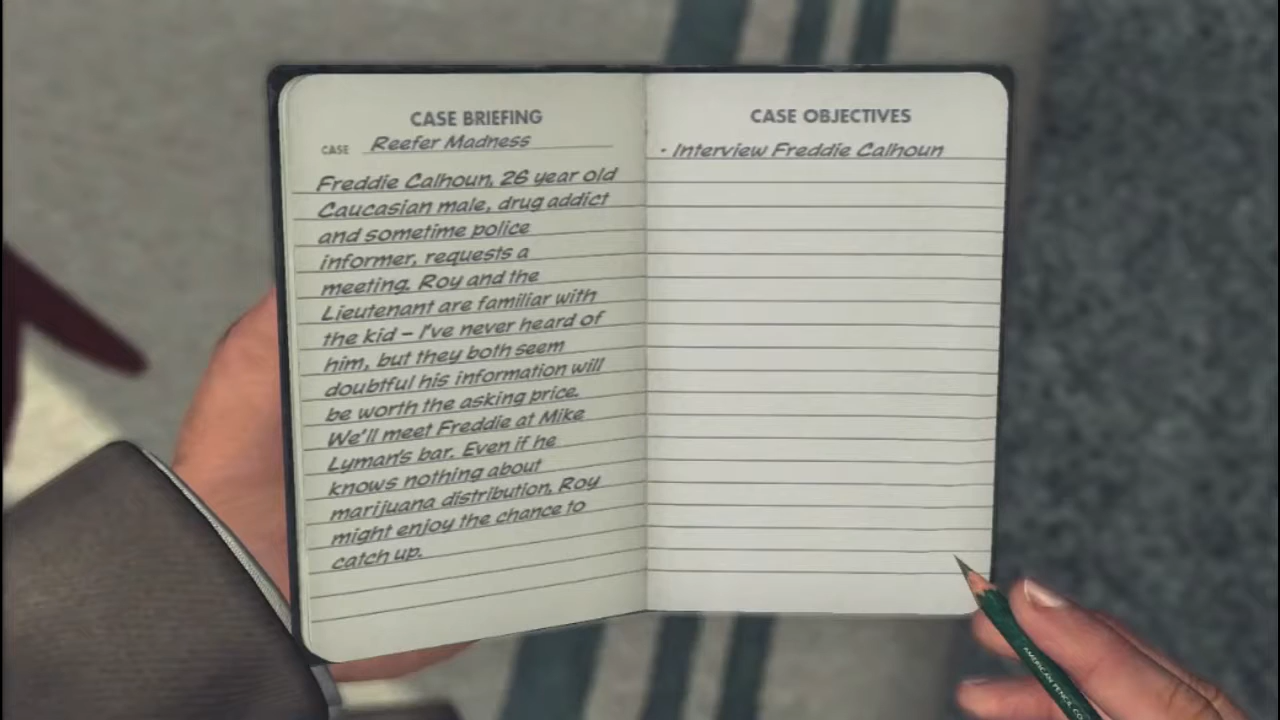 CASE BRIEFING
CASE Reefer Madness
Freddie Calhoun, 26 year old
Caucasian male, drug addict
and sometime police
informer, requests a
meeting. Roy and the
Lieutenant are familiar with
the kid – I've never heard of
him, but they both seem
doubtful his information will
be worth the asking price.
We'll meet Freddie at Mike
Lyman's bar. Even if he
knows nothing about
marijuana distribution, Roy
might enjoy the chance to
catch up.
CASE OBJECTIVES
- Interview Freddie Calhoun
AMERICAN PENCIL CO.